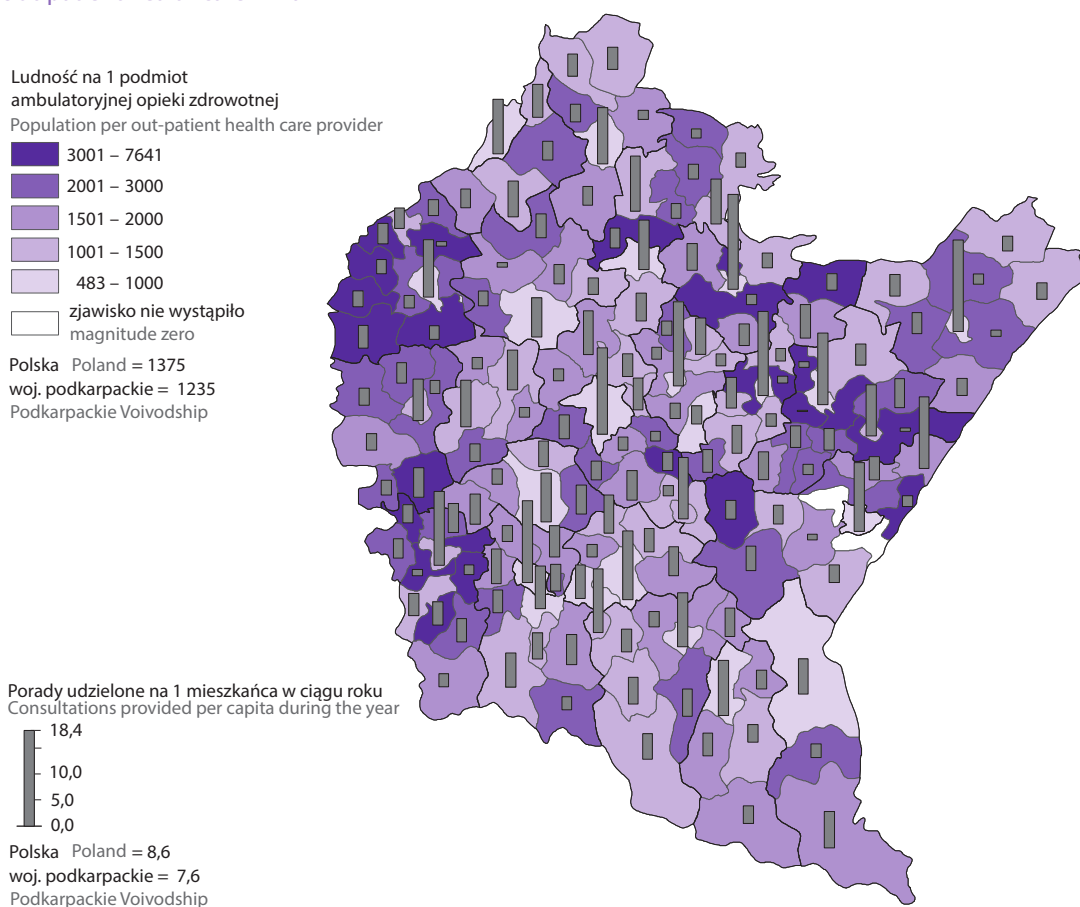 Ludność na 1 podmiot
ambulatoryjnej opieki zdrowotnej
Population per out-patient health care provider
3001 – 7641
2001 – 3000
1501 – 2000
1001 – 1500
483 – 1000
zjawisko nie wystąpiło
magnitude zero
Polska Poland = 1375
woj. podkarpackie = 1235
Podkarpackie Voivodship
Porady udzielone na 1 mieszkańca w ciągu roku
Consultations provided per capita during the year
18,4
10,0
5,0
0,0
Polska Poland = 8,6
woj. podkarpackie = 7,6
Podkarpackie Voivodship